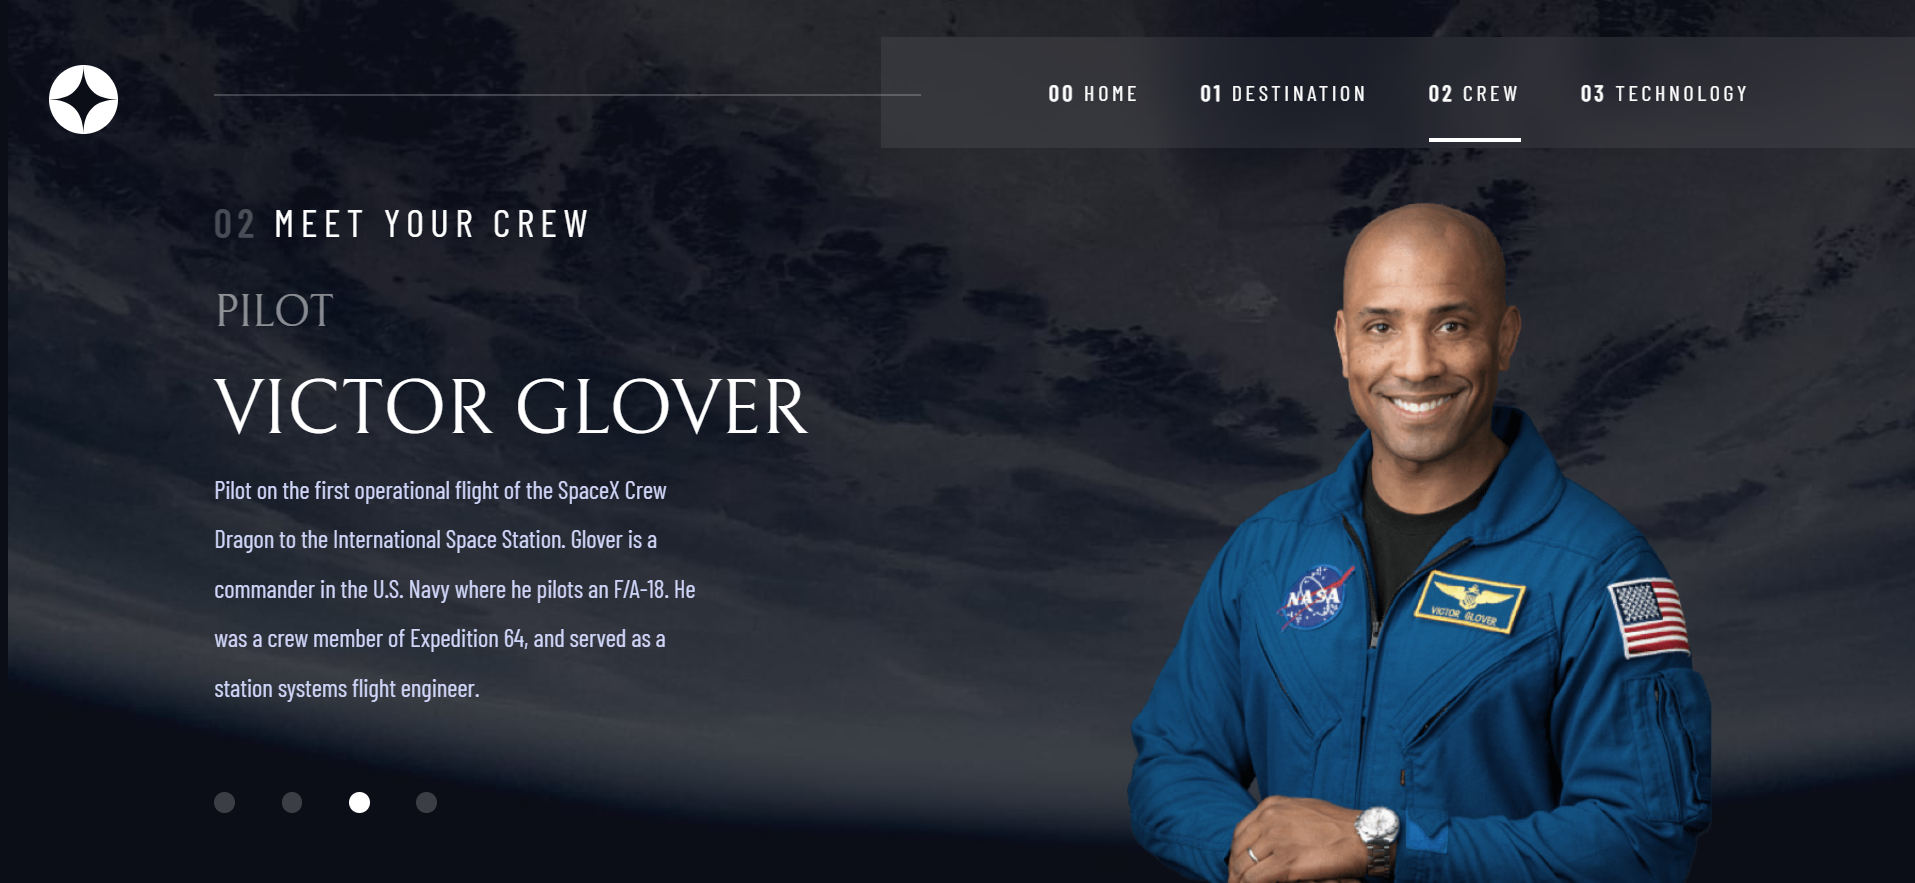 00 HOME 01 DESTINATION 02 CREW 03 TECHNOLOGY
02 MEET YOUR CREW
PILOT
VICTOR GLOVER
Pilot on the first operational flight of the SpaceX Crew
Dragon to the International Space Station. Glover is a
commander in the U.S. Navy where he pilots an F/A-18. He
was a crew member of Expedition 64, and served as a
station systems flight engineer.
NASA
VICTOR GLOVER